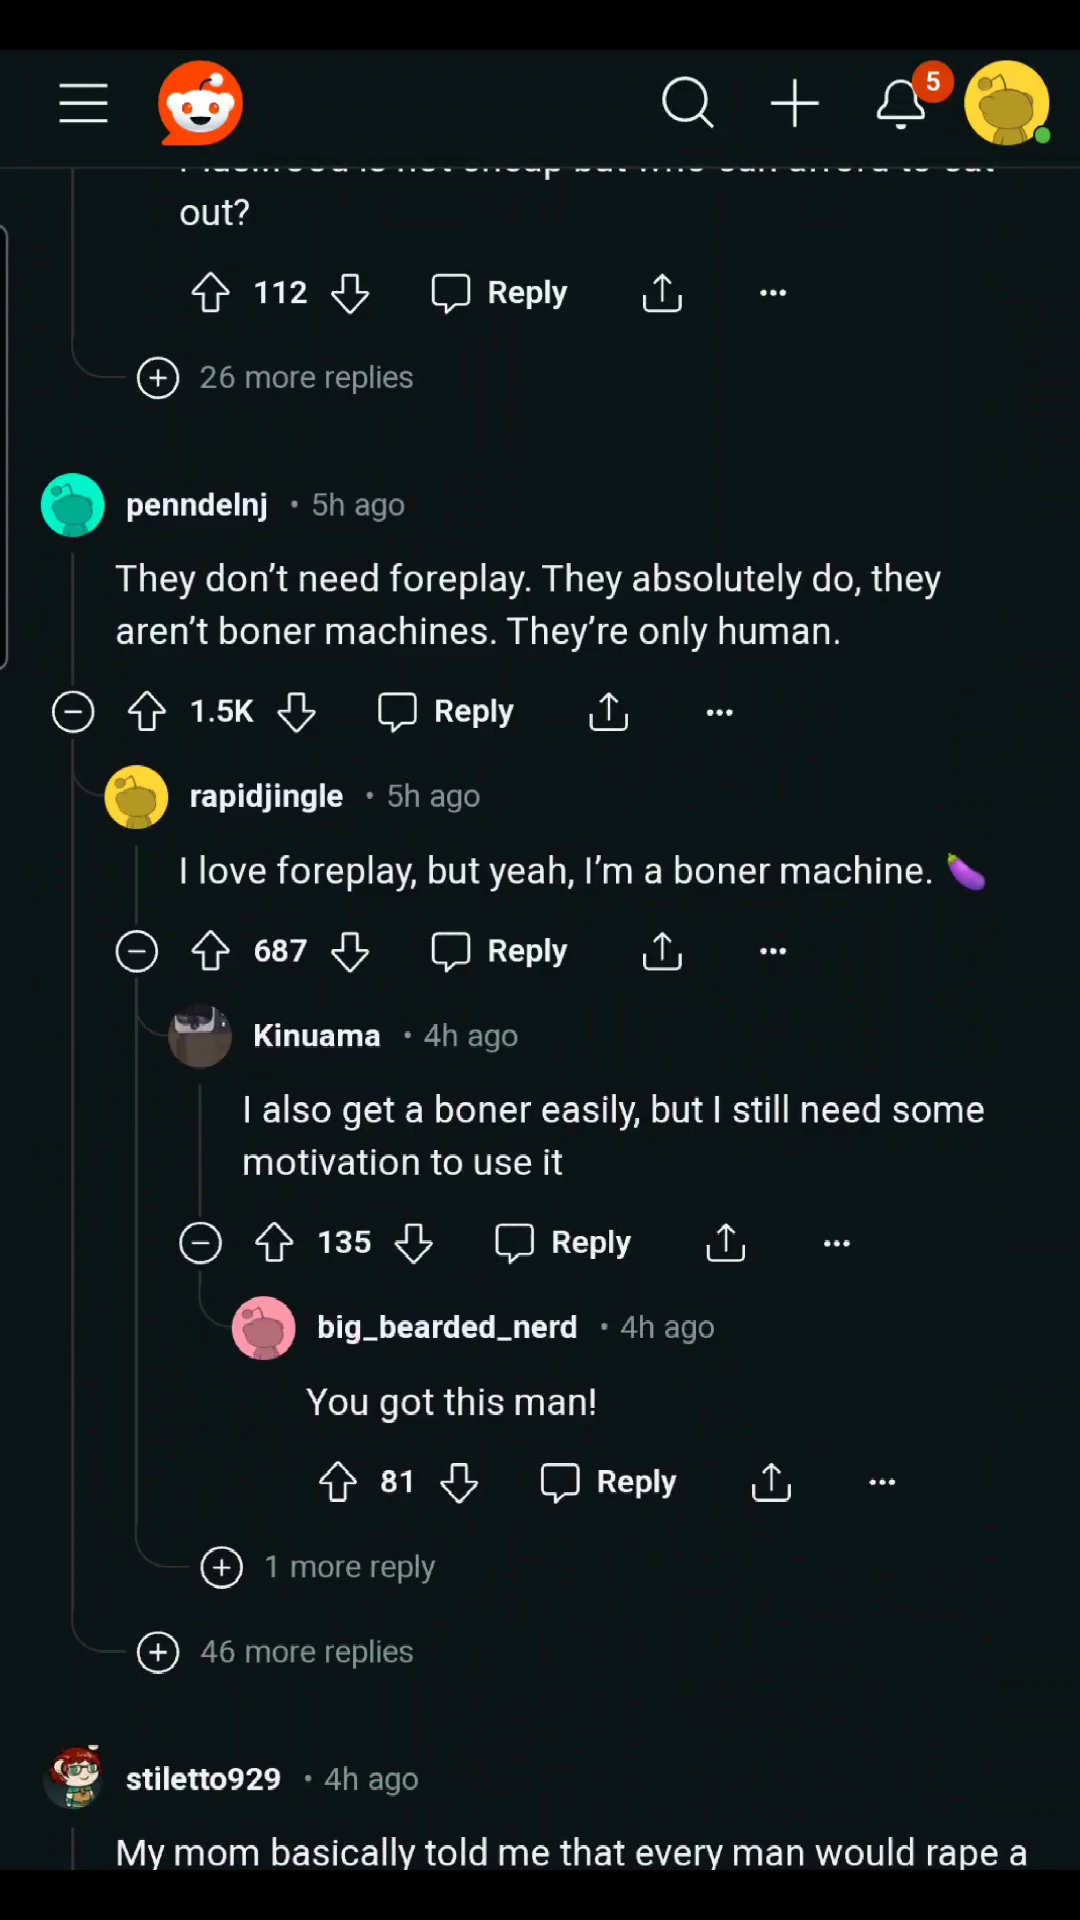 5
out?
112
Reply
26 more replies
penndelnj • 5h ago
They don’t need foreplay. They absolutely do, they
aren’t boner machines. They’re only human.
1.5K
Reply
rapidjingle • 5h ago
I love foreplay, but yeah, I’m a boner machine. 🍆
687
Reply
Kinuama • 4h ago
I also get a boner easily, but I still need some
motivation to use it
135
Reply
big_bearded_nerd • 4h ago
You got this man!
81
Reply
1 more reply
46 more replies
stiletto929 • 4h ago
My mom basically told me that every man would rape a